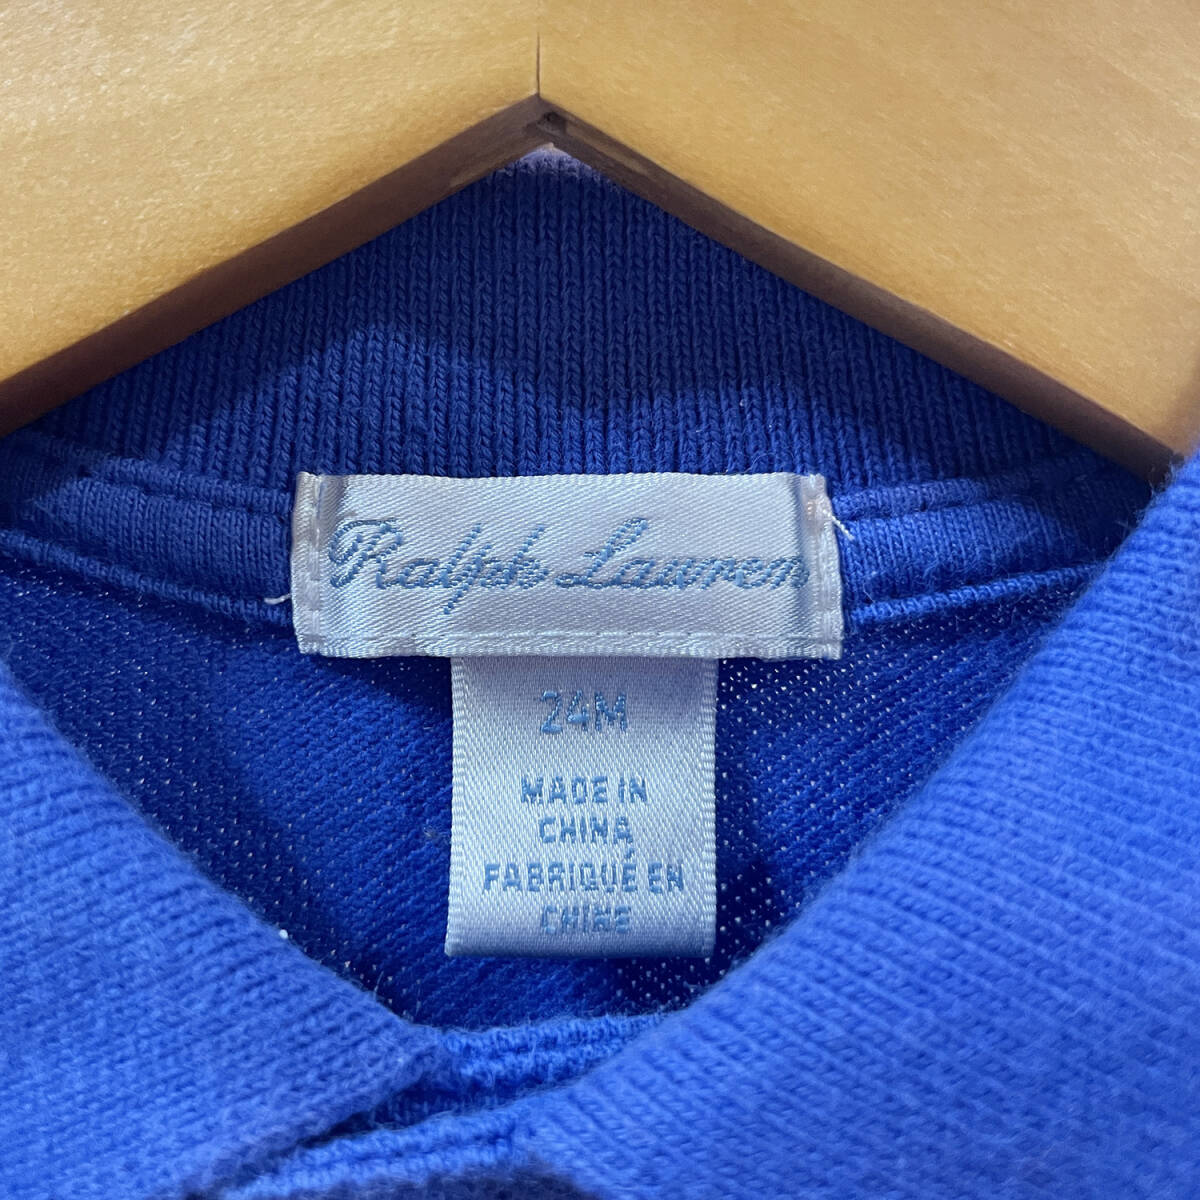 Ralph Lauren
24M
MADE IN
CHINA
FABRIQUÉ EN
CHINE